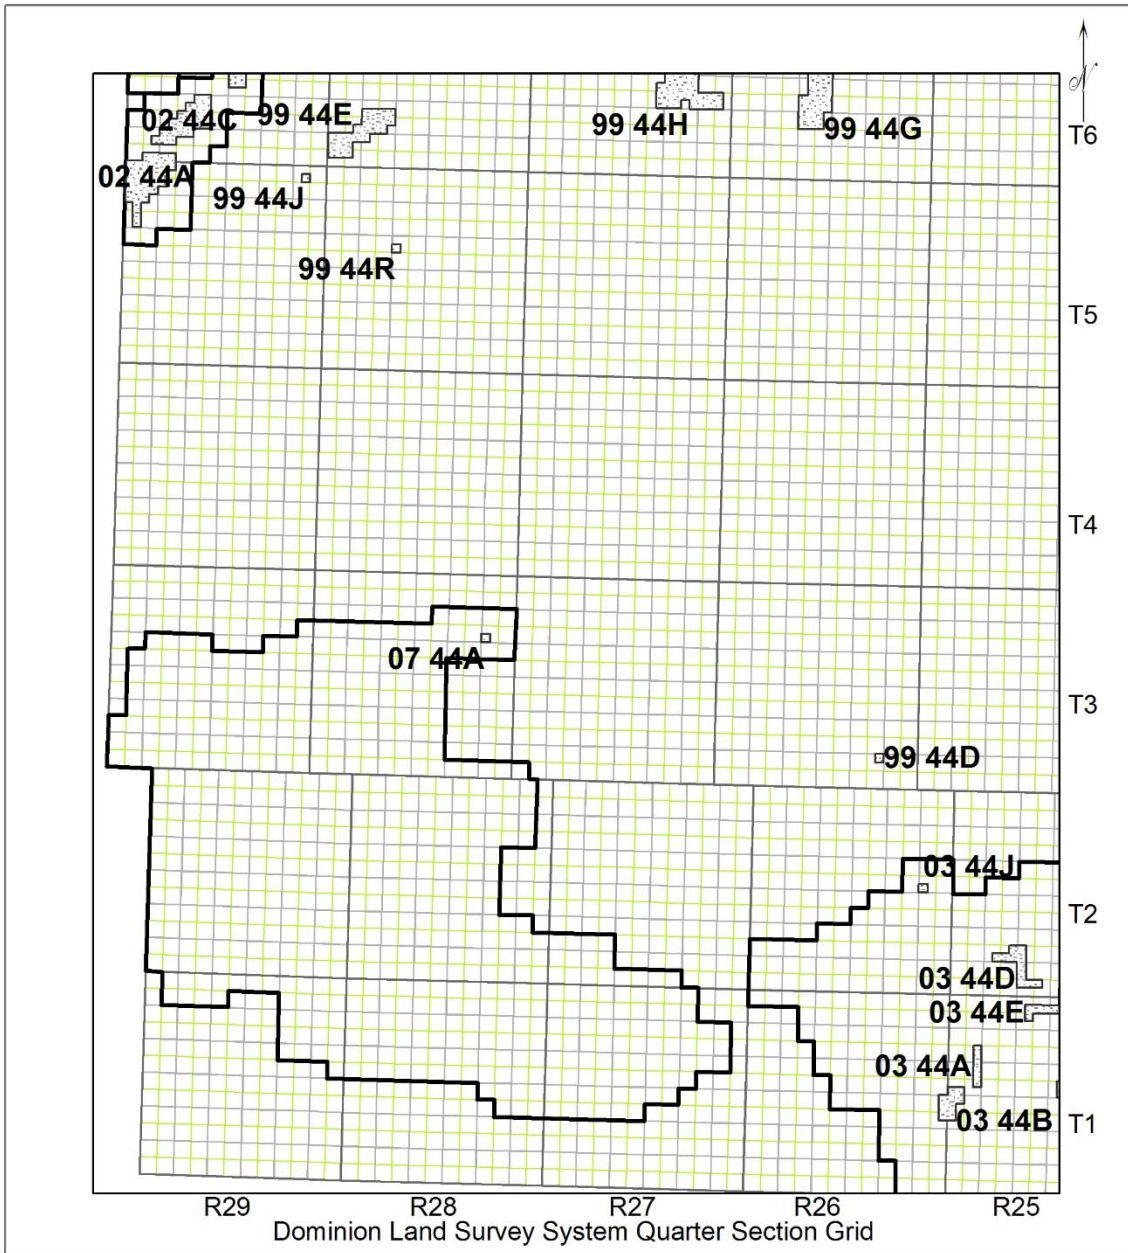 N
02 44C
99 44E
99 44H
99 44G
T6
02 44A
99 44J
99 44R
T5
T4
07 44A
T3
99 44D
03 44J
T2
03 44D
03 44E
03 44A
03 44B
T1
R29 R28 R27 R26 R25
Dominion Land Survey System Quarter Section Grid